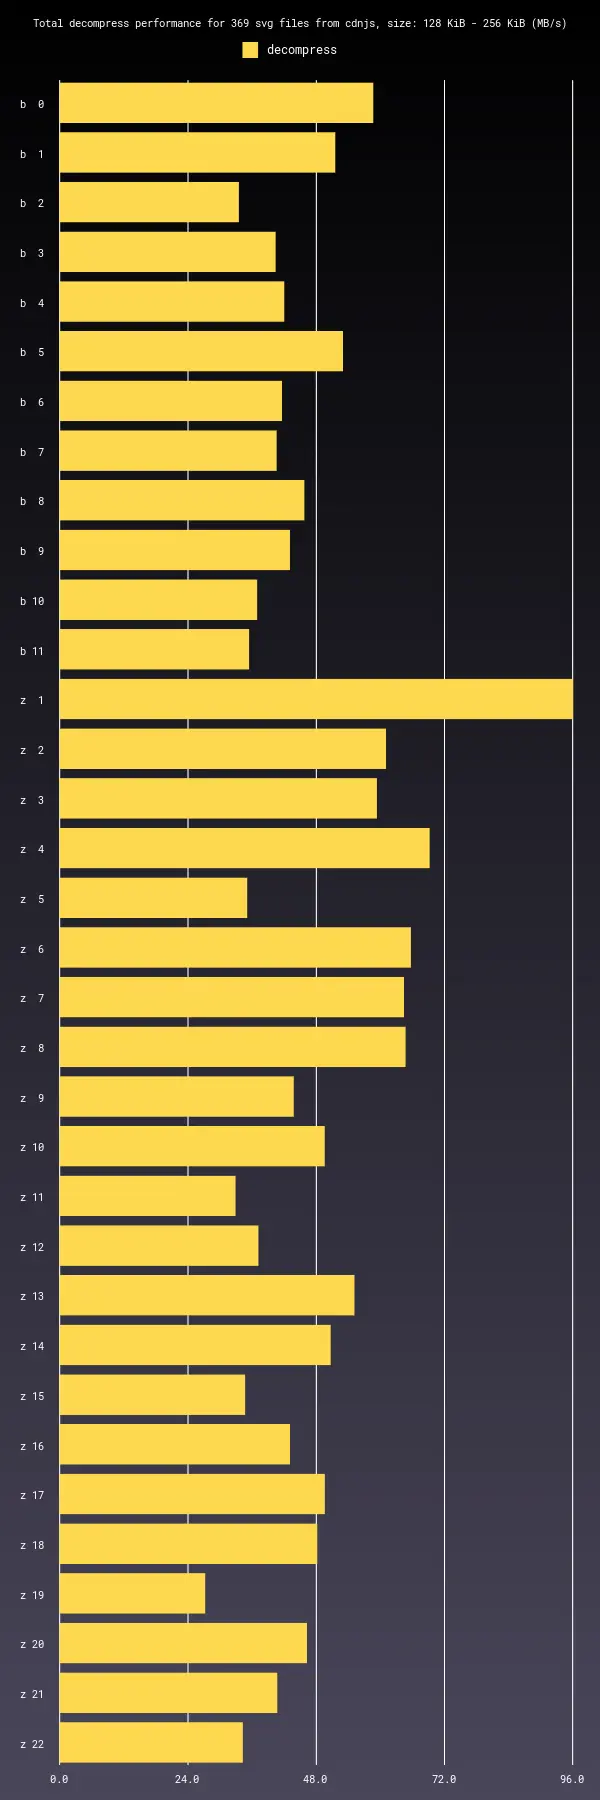 Total decompress performance for 369 svg files from cdnjs, size: 128 KiB - 256 KiB (MB/s)
decompress
b 0
b 1
b 2
b 3
b 4
b 5
b 6
b 7
b 8
b 9
b 10
b 11
z 1
z 2
z 3
z 4
z 5
z 6
z 7
z 8
z 9
z 10
z 11
z 12
z 13
z 14
z 15
z 16
z 17
z 18
z 19
z 20
z 21
z 22
0.0 24.0 48.0 72.0 96.0